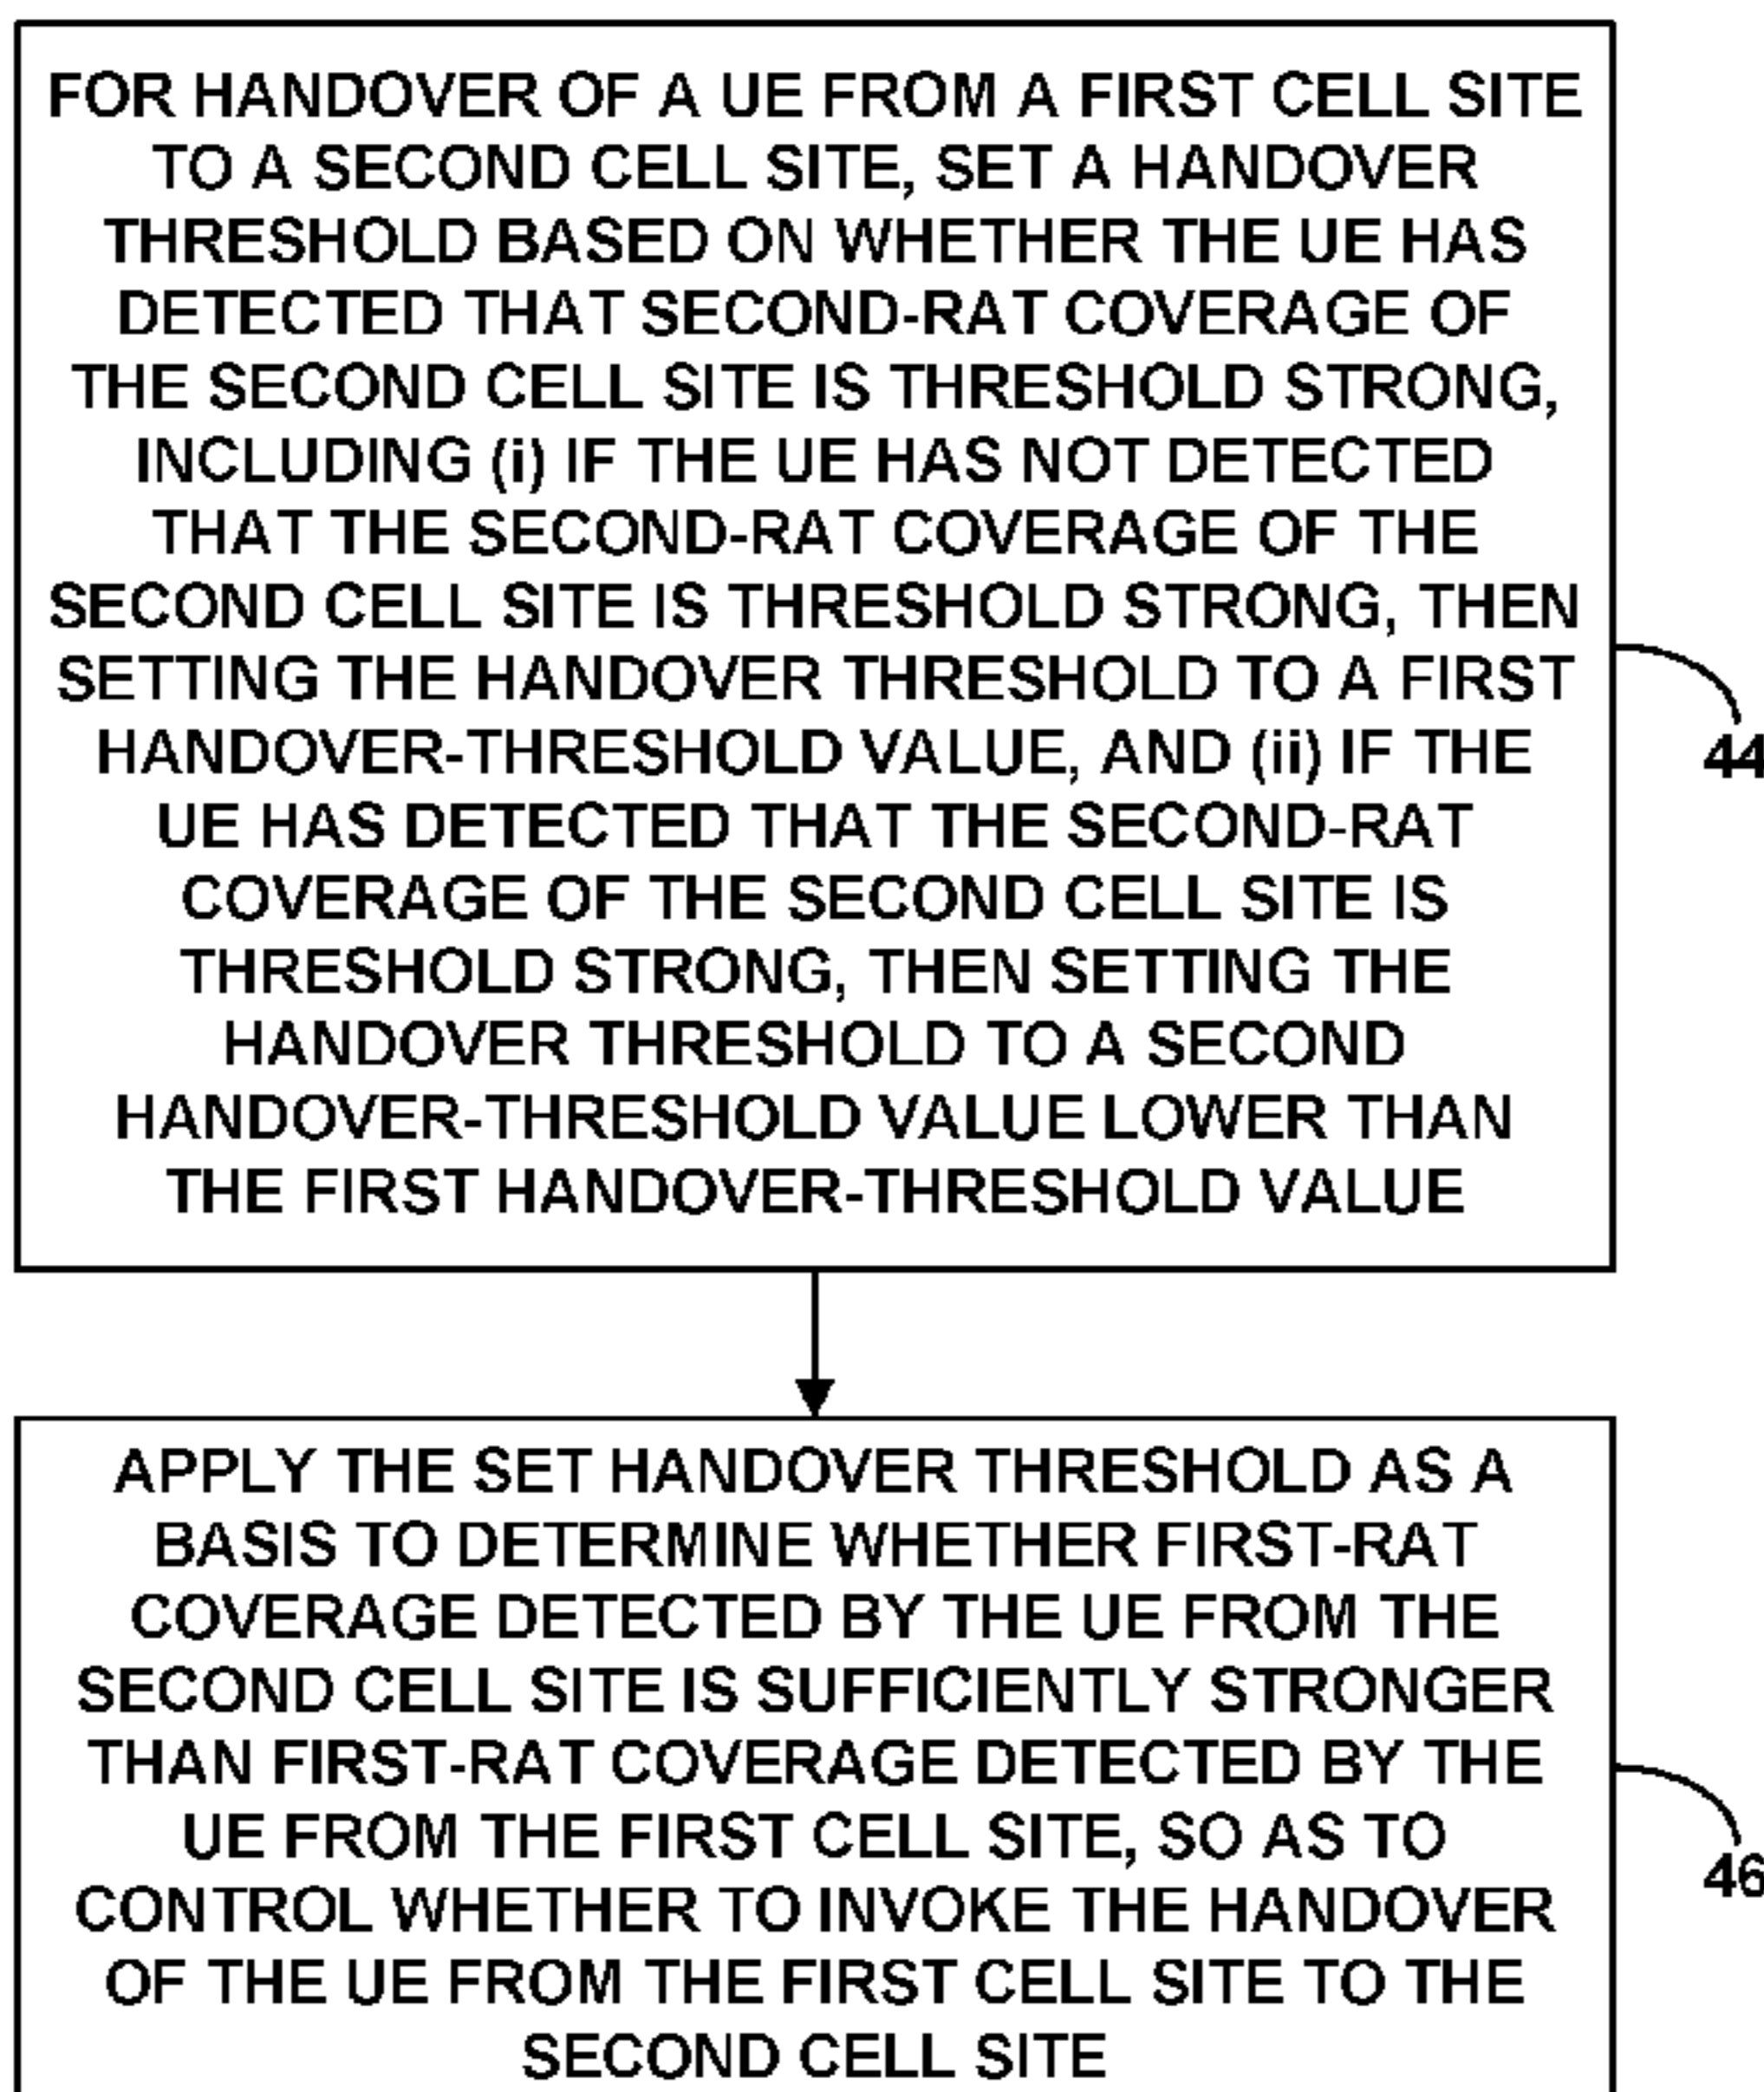 FOR HANDOVER OF A UE FROM A FIRST CELL SITE
TO A SECOND CELL SITE, SET A HANDOVER
THRESHOLD BASED ON WHETHER THE UE HAS
DETECTED THAT SECOND-RAT COVERAGE OF
THE SECOND CELL SITE IS THRESHOLD STRONG,
INCLUDING (i) IF THE UE HAS NOT DETECTED
THAT THE SECOND-RAT COVERAGE OF THE
SECOND CELL SITE IS THRESHOLD STRONG, THEN
SETTING THE HANDOVER THRESHOLD TO A FIRST
HANDOVER-THRESHOLD VALUE, AND (ii) IF THE
UE HAS DETECTED THAT THE SECOND-RAT
COVERAGE OF THE SECOND CELL SITE IS
THRESHOLD STRONG, THEN SETTING THE
HANDOVER THRESHOLD TO A SECOND
HANDOVER-THRESHOLD VALUE LOWER THAN
THE FIRST HANDOVER-THRESHOLD VALUE
44
APPLY THE SET HANDOVER THRESHOLD AS A
BASIS TO DETERMINE WHETHER FIRST-RAT
COVERAGE DETECTED BY THE UE FROM THE
SECOND CELL SITE IS SUFFICIENTLY STRONGER
THAN FIRST-RAT COVERAGE DETECTED BY THE
UE FROM THE FIRST CELL SITE, SO AS TO
CONTROL WHETHER TO INVOKE THE HANDOVER
OF THE UE FROM THE FIRST CELL SITE TO THE
SECOND CELL SITE
46